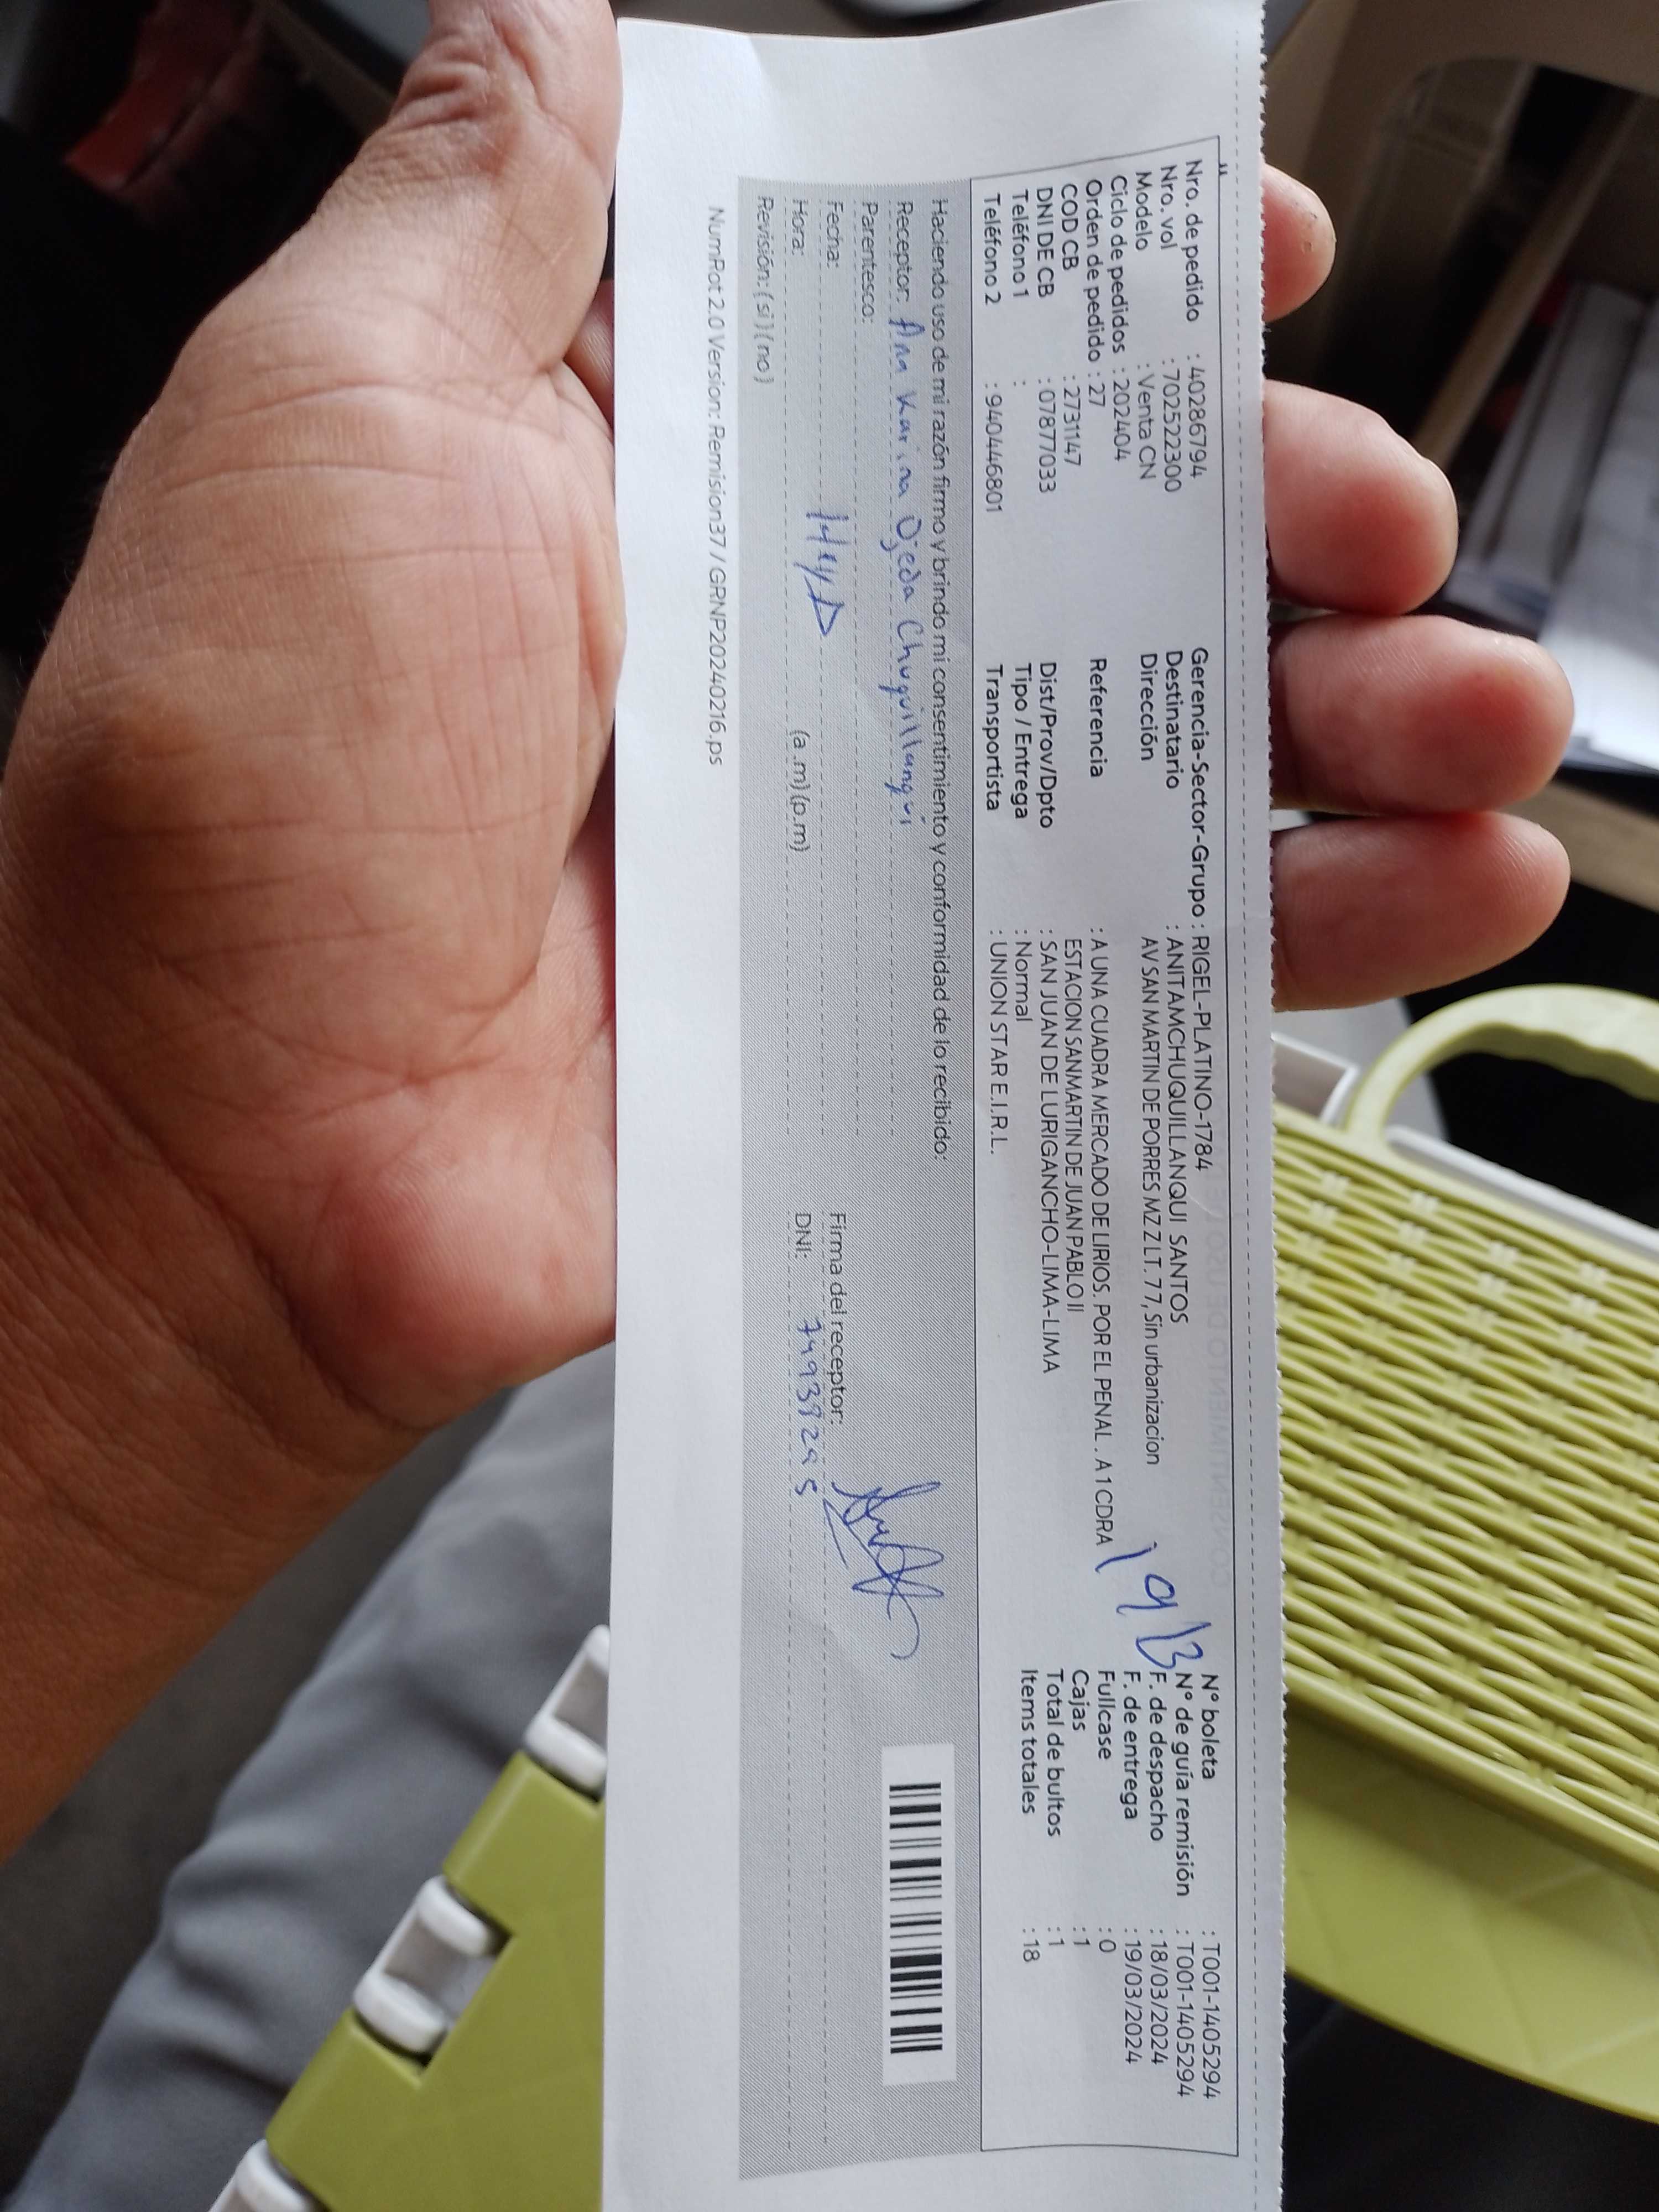 Nro. de pedido : 40286794
Nro. vol : 702522300
Modelo : Venta CN
Ciclo de pedidos : 202404
Orden de pedido : 27
COD CB : 2731147
DNI DE CB : 07877033
Teléfono 1 :
Teléfono 2 : 940446801
Gerencia-Sector-Grupo : RIGEL-PLATINO-1784
Destinatario : ANITAMCHUQUILLANQUI SANTOS
Dirección AV SAN MARTIN DE PORRES MZ Z LT. 7 7, Sin urbanizacion
Referencia : A UNA CUADRA MERCADO DE LIRIOS. POR EL PENAL . A 1 CDRA
ESTACION SANMARTIN DE JUAN PABLO II
Dist/Prov/Dpto : SAN JUAN DE LURIGANCHO-LIMA-LIMA
Tipo / Entrega : Normal
Transportista : UNION STAR E.I.R.L.
19/3
N° boleta : T001-1405294
N° de guía remisión : T001-1405294
F. de despacho : 18/03/2024
F. de entrega : 19/03/2024
Fullcase : 0
Cajas : 1
Total de bultos : 1
Items totales : 18
Haciendo uso de mi razón firmo y brindo mi consentimiento y conformidad de lo recibido:
Receptor: Ana Karina Ojeda Chuquillanqui
Parentesco:
Fecha:
Hora: (a .m) (p.m)
Revisión: ( si ) ( no )
Firma del receptor:
DNI:
NumRot 2.0 Version: Remision37 / GRNP20240216.ps